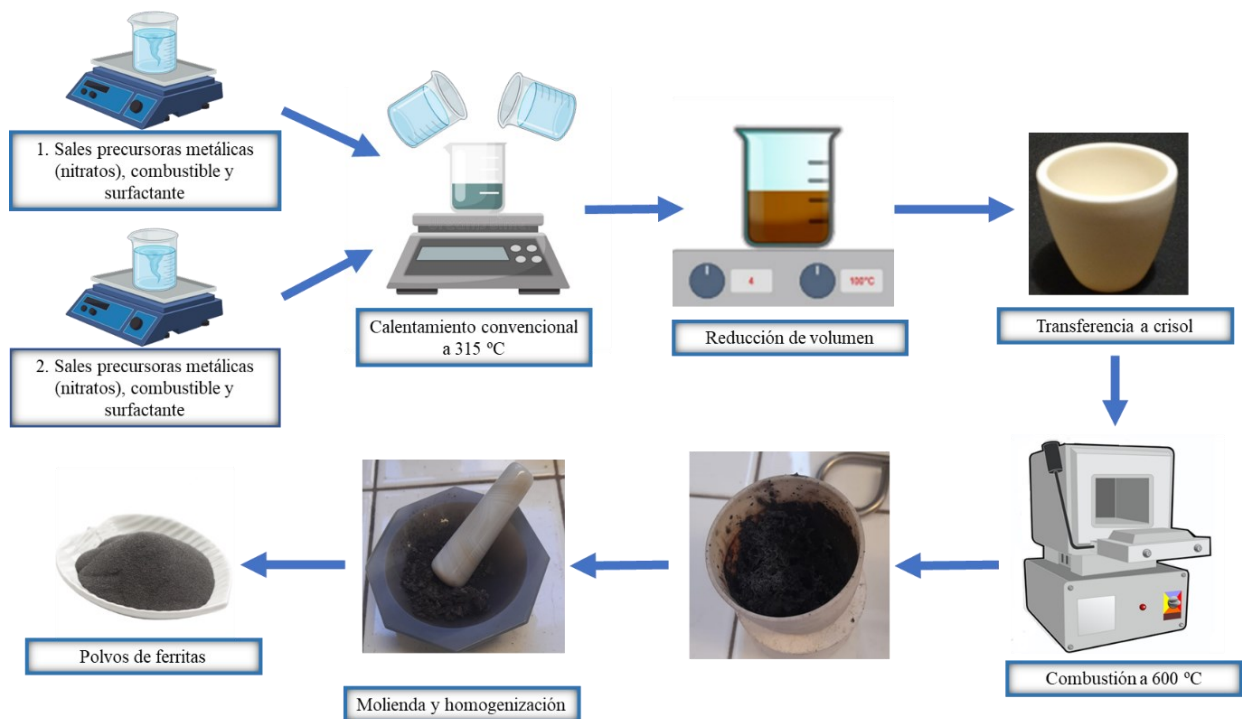 1. Sales precursoras metálicas
(nitratos), combustible y
surfactante
2. Sales precursoras metálicas
(nitratos), combustible y
surfactante
Calentamiento convencional
a 315 ºC
4
100°C
Reducción de volumen
Transferencia a crisol
Combustión a 600 ºC
Molienda y homogenización
Polvos de ferritas